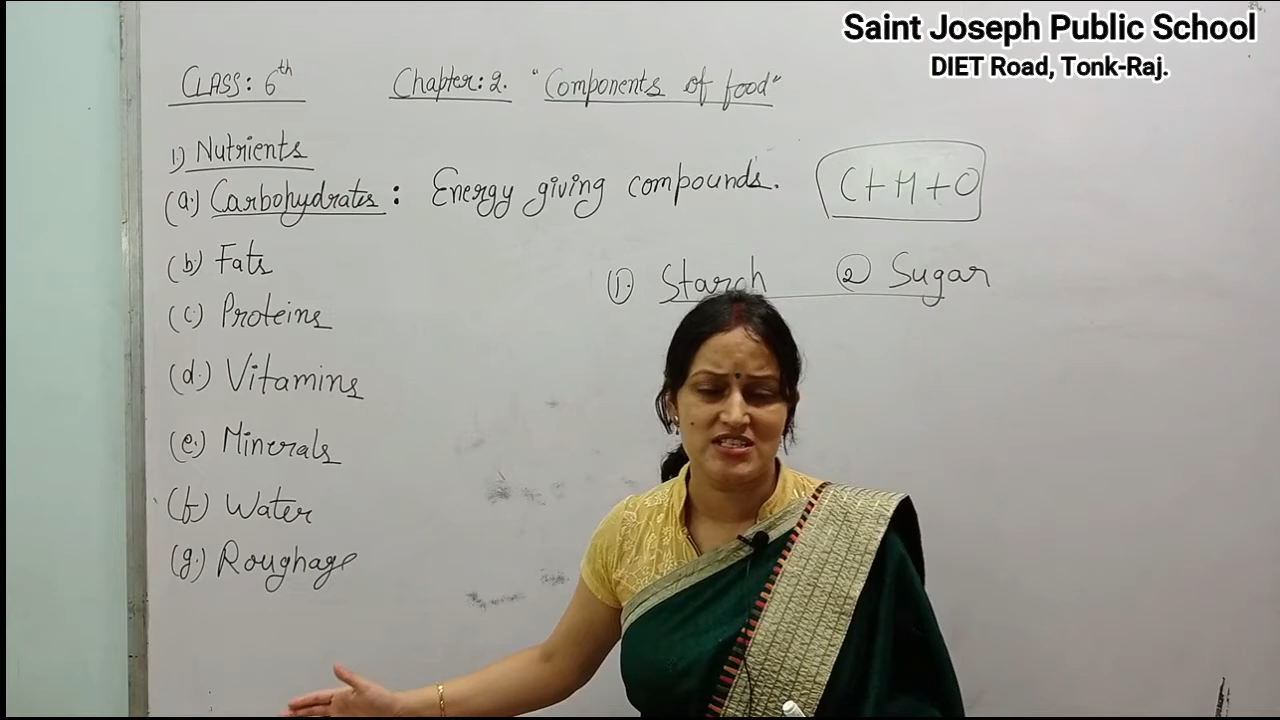 Saint Joseph Public School
DIET Road, Tonk-Raj.
CLASS: 6th Chapter: 2. "Components of food"
1) Nutrients
(a.) Carbohydrates : Energy giving compounds. C+H+O
(b) Fats
① Starch ② Sugar
(c.) Proteins
(d.) Vitamins
(e.) Minerals
(f.) Water
(g.) Roughage